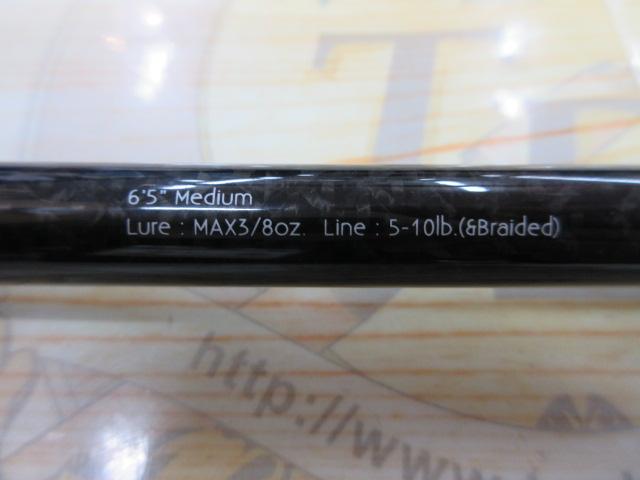 T
6'5" Medium
Lure : MAX3/8oz. Line : 5-10lb.(&Braided)
http://www.